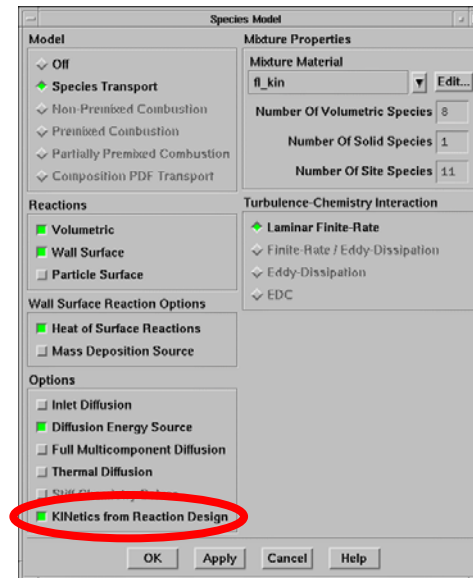 Species Model
Model
Off
Species Transport
Non-Premixed Combustion
Premixed Combustion
Partially Premixed Combustion
Composition PDF Transport
Reactions
Volumetric
Wall Surface
Particle Surface
Wall Surface Reaction Options
Heat of Surface Reactions
Mass Deposition Source
Options
Inlet Diffusion
Diffusion Energy Source
Full Multicomponent Diffusion
Thermal Diffusion
Stiff Chemistry Solver
KINetics from Reaction Design
Mixture Properties
Mixture Material
fl_kin
Edit...
Number Of Volumetric Species 8
Number Of Solid Species 1
Number Of Site Species 11
Turbulence-Chemistry Interaction
Laminar Finite-Rate
Finite-Rate / Eddy-Dissipation
Eddy-Dissipation
EDC
OK Apply Cancel Help